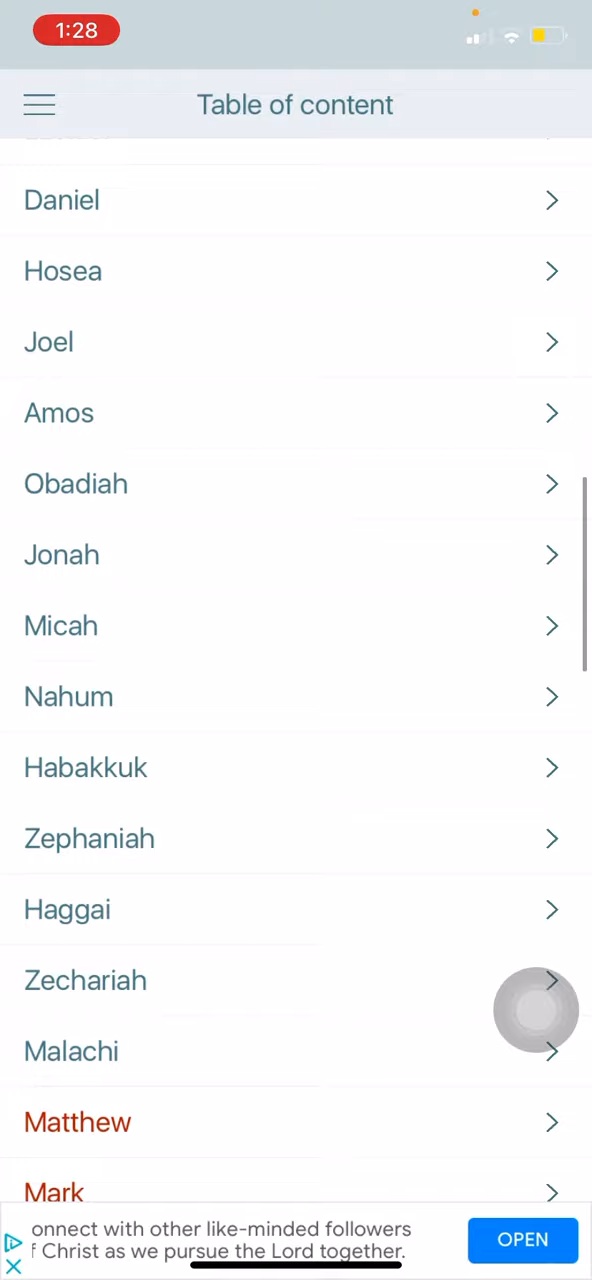 1:28
Table of content
Daniel
Hosea
Joel
Amos
Obadiah
Jonah
Micah
Nahum
Habakkuk
Zephaniah
Haggai
Zechariah
Malachi
Matthew
Mark
onnect with other like-minded followers
f Christ as we pursue the Lord together.
OPEN